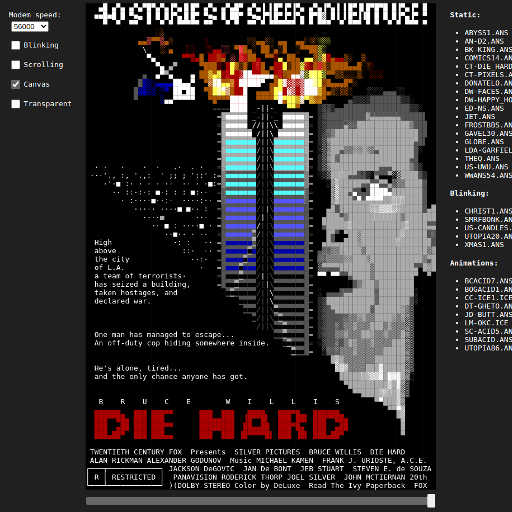 Modem speed:
56000
Blinking
Scrolling
Canvas
Transparent
40 STORIES OF SHEER ADVENTURE!
High
above
the city
of L.A.
a team of terrorists
has seized a building,
taken hostages, and
declared war.
One man has managed to escape...
An off-duty cop hiding somewhere inside.
He's alone, tired...
and the only chance anyone has got.
B R U C E W I L L I S
DIE HARD
TWENTIETH CENTURY FOX Presents SILVER PICTURES BRUCE WILLIS DIE HARD
ALAN RICKMAN ALEXANDER GODUNOV Music MICHAEL KAMEN FRANK J. URIOSTE, A.C.E.
JACKSON DeGOVIC JAN De BONT JEB STUART STEVEN E. de SOUZA
R RESTRICTED
PANAVISION RODERICK THORP JOEL SILVER JOHN MCTIERNAN 20th
)(DOLBY STEREO Color by DeLuxe Read The Ivy Paperback FOX
Static:
ABYSS1.ANS
AN-D2.ANS
BK-KING.ANS
COMICS14.AN
CT-DIE_HARD
CT-PIXELS.A
DONATELO.AN
DW-FACES.AN
DW-HAPPY_HO
ED-NS.ANS
JET.ANS
FROSTBOS.AN
GAVEL30.ANS
GLOBE.ANS
LDA-GARFIEL
THEO.ANS
US-UWU.ANS
WWANS54.ANS
Blinking:
CHRIST1.ANS
SMRFBONK.AN
US-CANDLES.
UTOPIA20.AN
XMAS1.ANS
Animations:
BCACID7.ANS
BOGACID1.AN
CC-ICE1.ICE
DT-GHETO.AN
JD-BUTT.ANS
LM-OKC.ICE
SC-ACID5.AN
SUBACID.ANS
UTOPIA86.AN